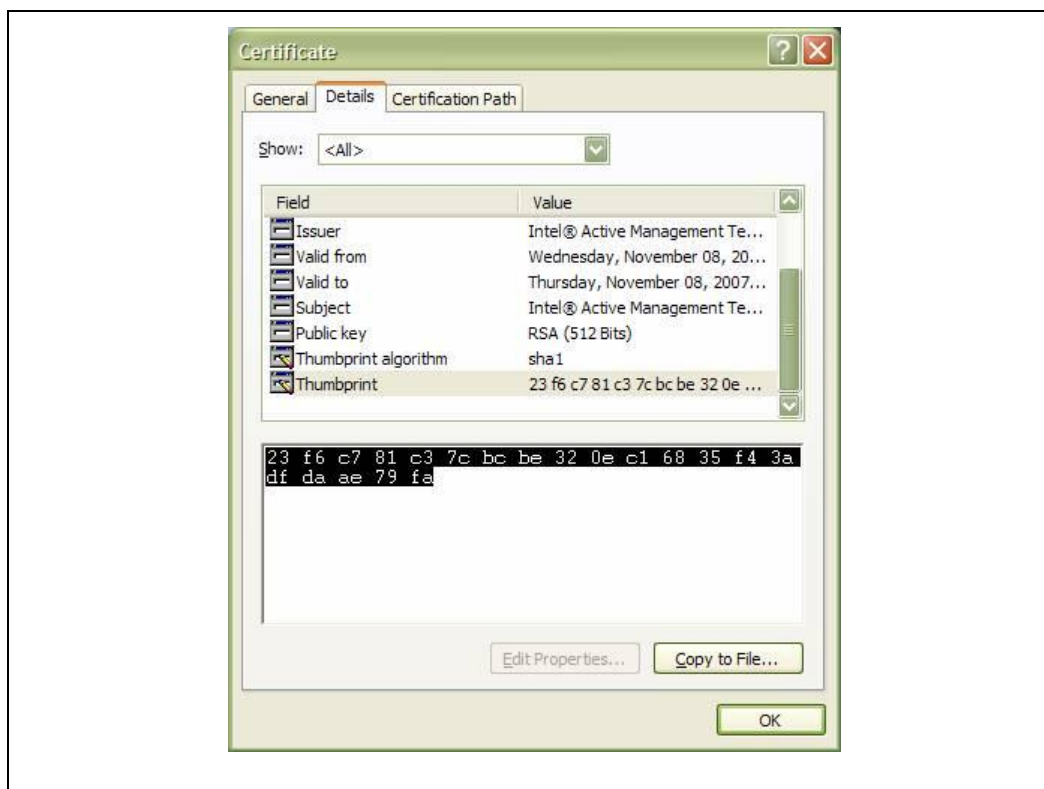 Certificate
General Details Certification Path
Show: <All>
Field Value
Issuer Intel® Active Management Te...
Valid from Wednesday, November 08, 20...
Valid to Thursday, November 08, 2007...
Subject Intel® Active Management Te...
Public key RSA (512 Bits)
Thumbprint algorithm sha1
Thumbprint 23 f6 c7 81 c3 7c bc be 32 0e ...
23 f6 c7 81 c3 7c bc be 32 0e c1 68 35 f4 3a
df da ae 79 fa
Edit Properties... Copy to File...
OK